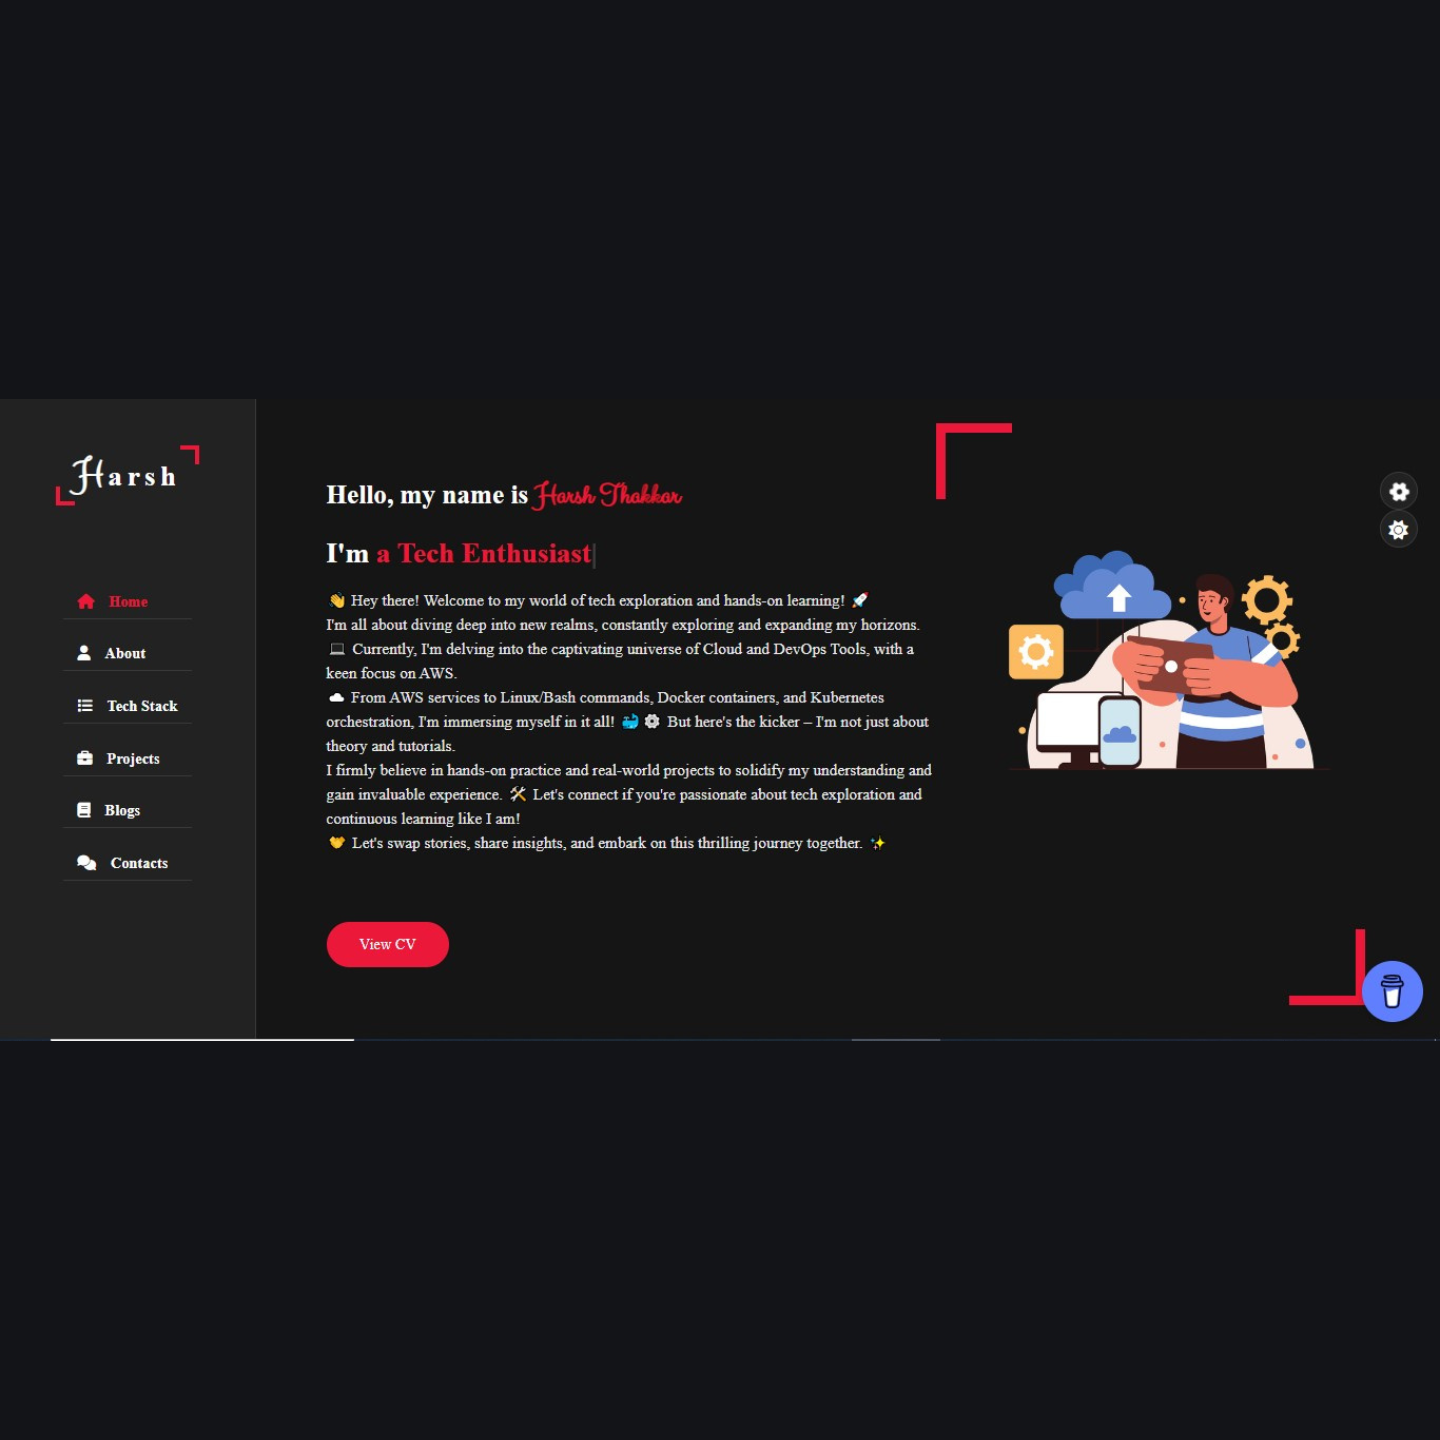 Harsh
Home
About
Tech Stack
Projects
Blogs
Contacts
Hello, my name is Harsh Thakkar
I'm a Tech Enthusiast|
👋 Hey there! Welcome to my world of tech exploration and hands-on learning! 🚀
I'm all about diving deep into new realms, constantly exploring and expanding my horizons.
💻 Currently, I'm delving into the captivating universe of Cloud and DevOps Tools, with a
keen focus on AWS.
☁️ From AWS services to Linux/Bash commands, Docker containers, and Kubernetes
orchestration, I'm immersing myself in it all! 🐳 ⚙️ But here's the kicker – I'm not just about
theory and tutorials.
I firmly believe in hands-on practice and real-world projects to solidify my understanding and
gain invaluable experience. 🛠️ Let's connect if you're passionate about tech exploration and
continuous learning like I am!
🤝 Let's swap stories, share insights, and embark on this thrilling journey together. ✨
View CV